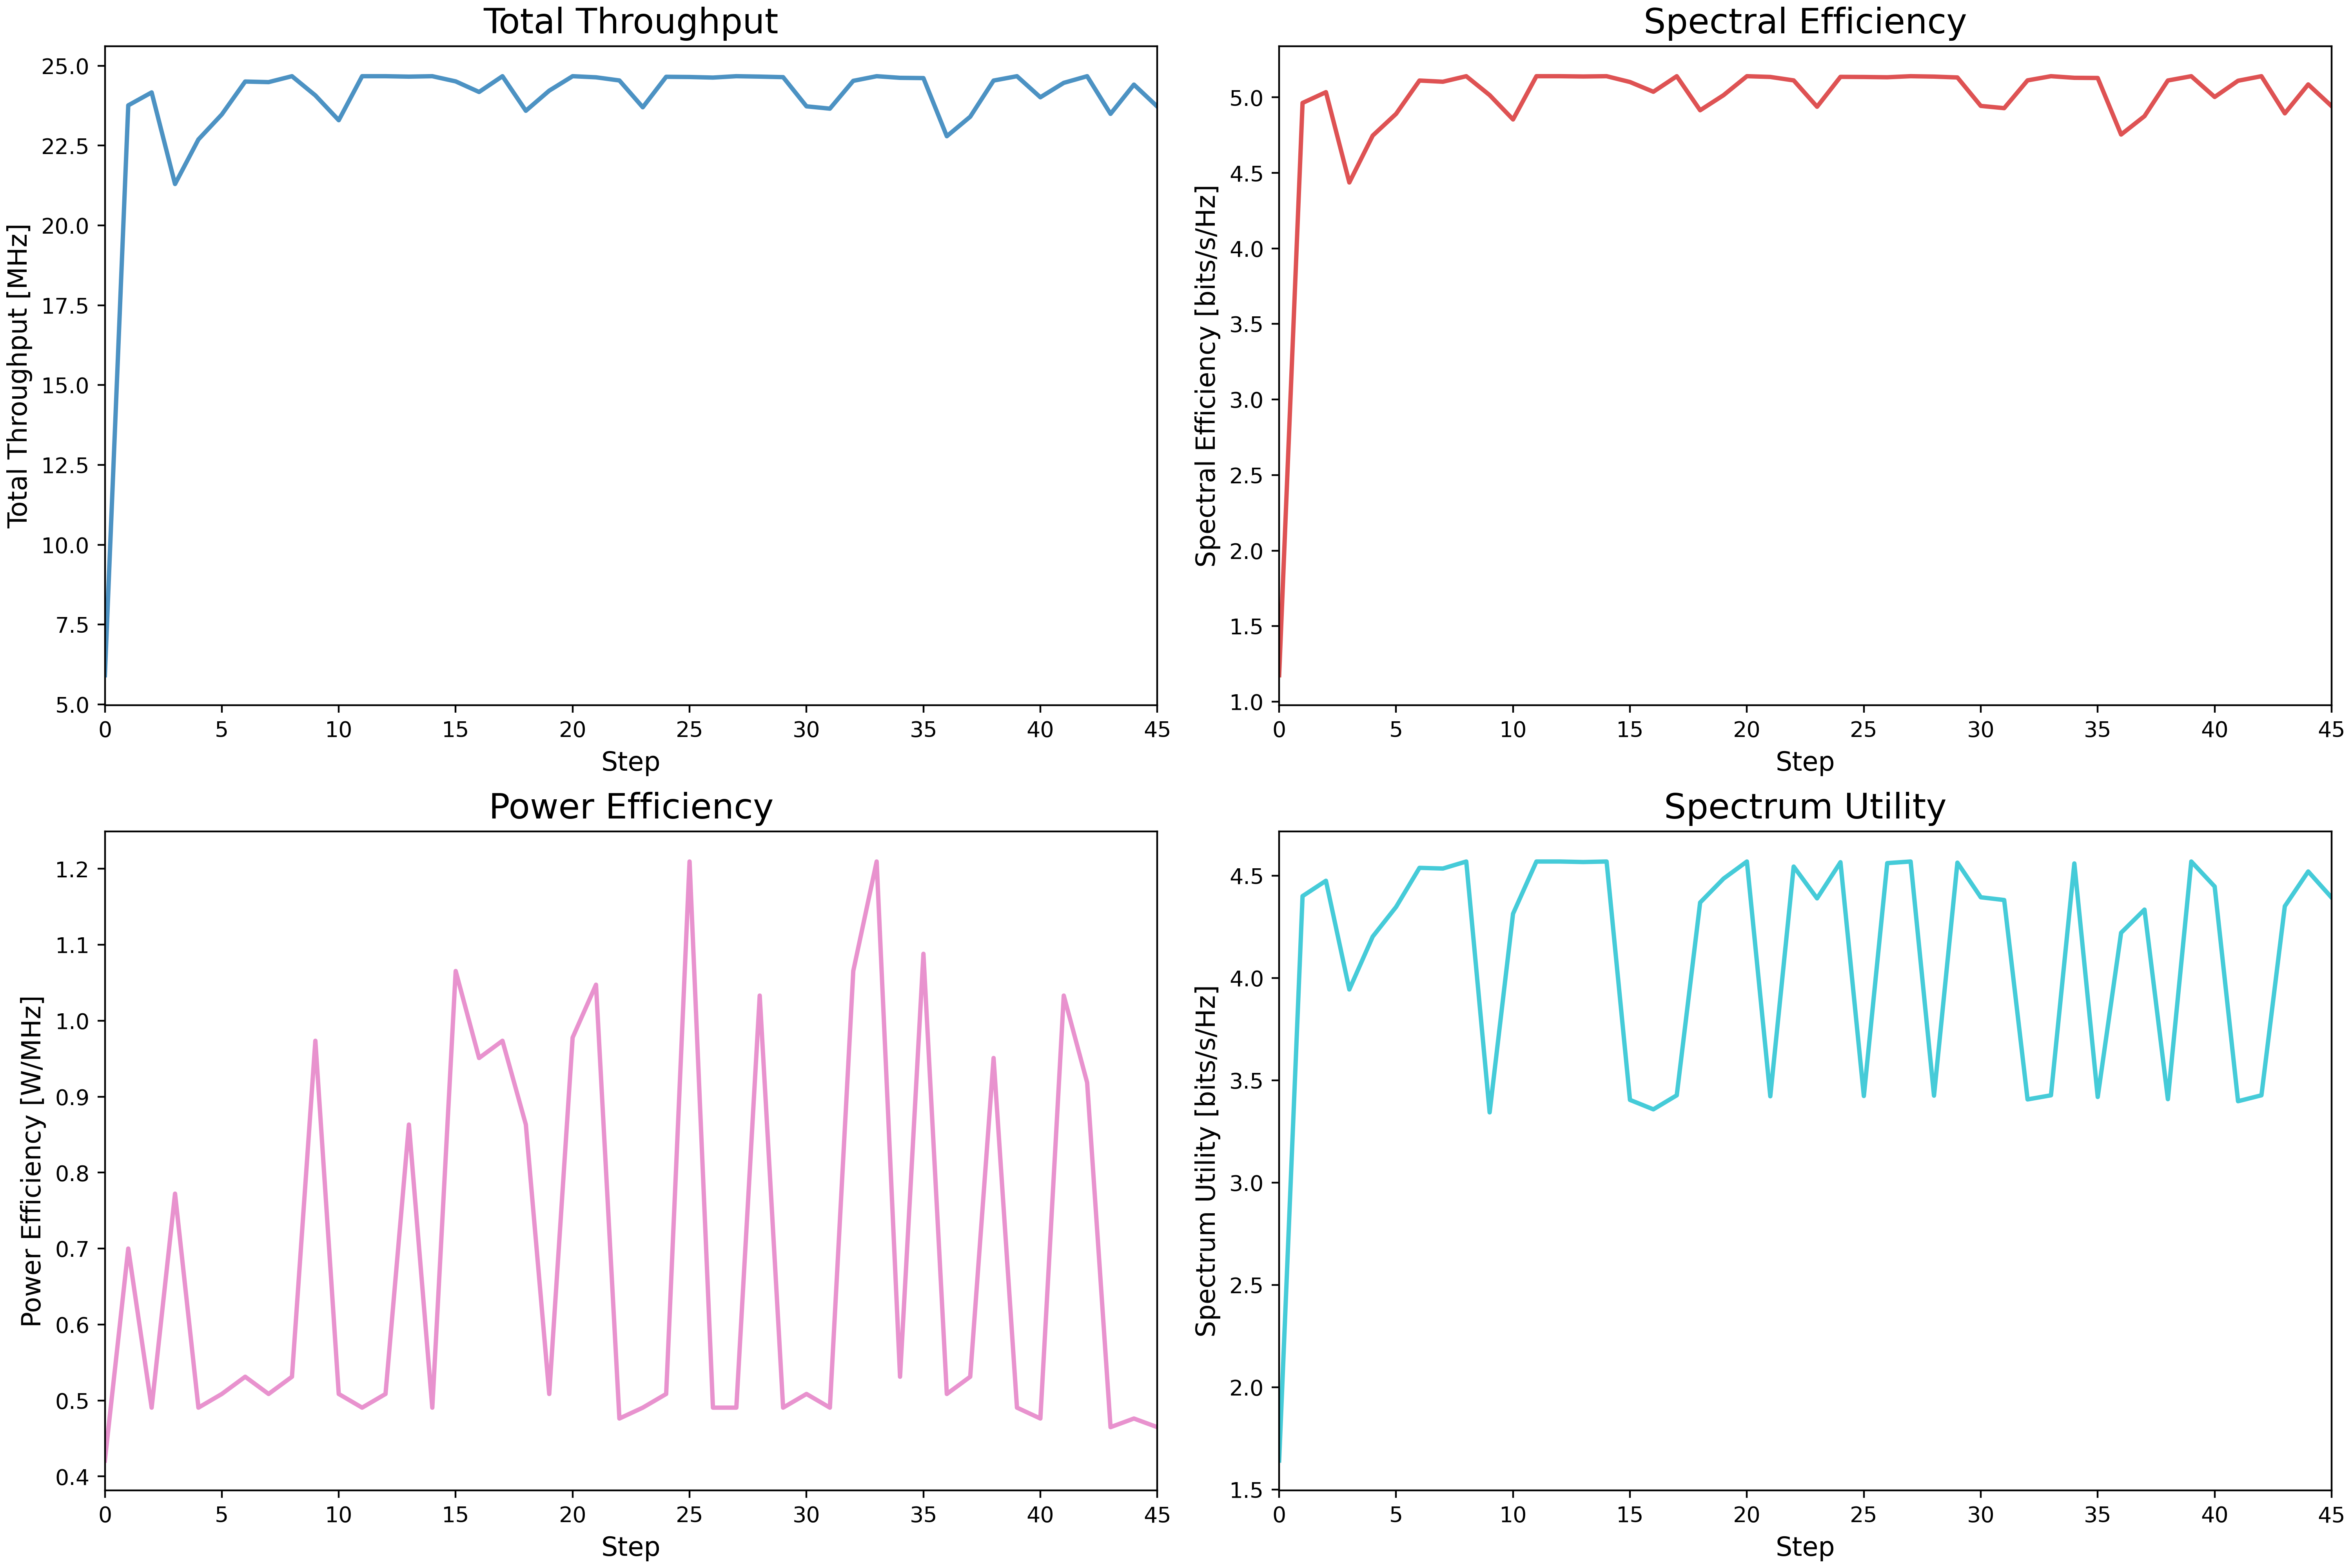 Total Throughput
Total Throughput [MHz]
25.0
22.5
20.0
17.5
15.0
12.5
10.0
7.5
5.0
0 5 10 15 20 25 30 35 40 45
Step
Spectral Efficiency
Spectral Efficiency [bits/s/Hz]
5.0
4.5
4.0
3.5
3.0
2.5
2.0
1.5
1.0
0 5 10 15 20 25 30 35 40 45
Step
Power Efficiency
Power Efficiency [W/MHz]
1.2
1.1
1.0
0.9
0.8
0.7
0.6
0.5
0.4
0 5 10 15 20 25 30 35 40 45
Step
Spectrum Utility
Spectrum Utility [bits/s/Hz]
4.5
4.0
3.5
3.0
2.5
2.0
1.5
0 5 10 15 20 25 30 35 40 45
Step